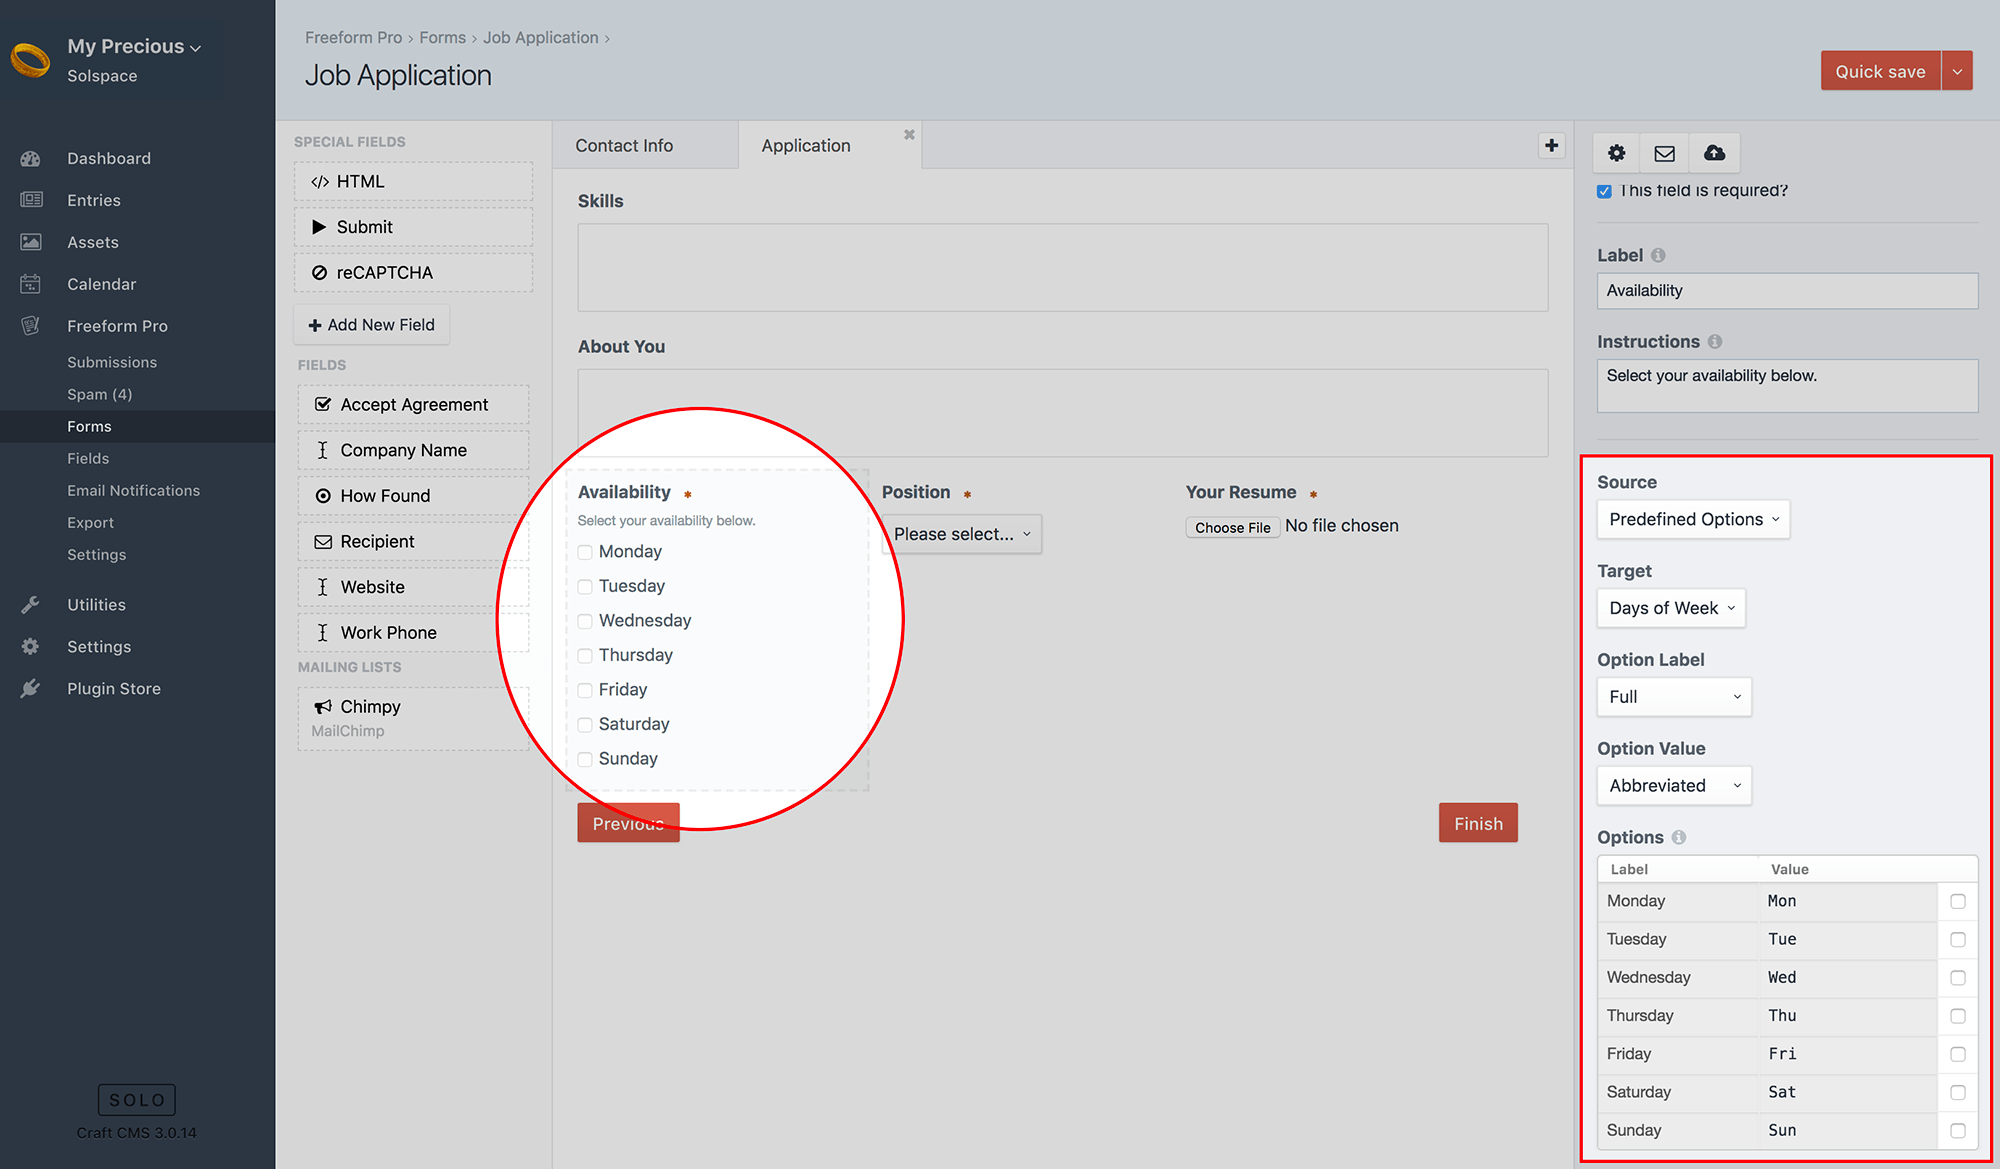 My Precious
Solspace
Dashboard
Entries
Assets
Calendar
Freeform Pro
Submissions
Spam (4)
Forms
Fields
Email Notifications
Export
Settings
Utilities
Settings
Plugin Store
SOLO
Craft CMS 3.0.14
Freeform Pro › Forms › Job Application ›
Job Application
Quick save
SPECIAL FIELDS
</> HTML
Submit
reCAPTCHA
+ Add New Field
FIELDS
Accept Agreement
Company Name
How Found
Recipient
Website
Work Phone
MAILING LISTS
Chimpy
MailChimp
Contact Info
Application
Skills
About You
Availability *
Select your availability below.
Monday
Tuesday
Wednesday
Thursday
Friday
Saturday
Sunday
Position *
Please select...
Your Resume *
Choose File No file chosen
Previous
Finish
This field is required?
Label
Availability
Instructions
Select your availability below.
Source
Predefined Options
Target
Days of Week
Option Label
Full
Option Value
Abbreviated
Options
Label Value
Monday Mon
Tuesday Tue
Wednesday Wed
Thursday Thu
Friday Fri
Saturday Sat
Sunday Sun